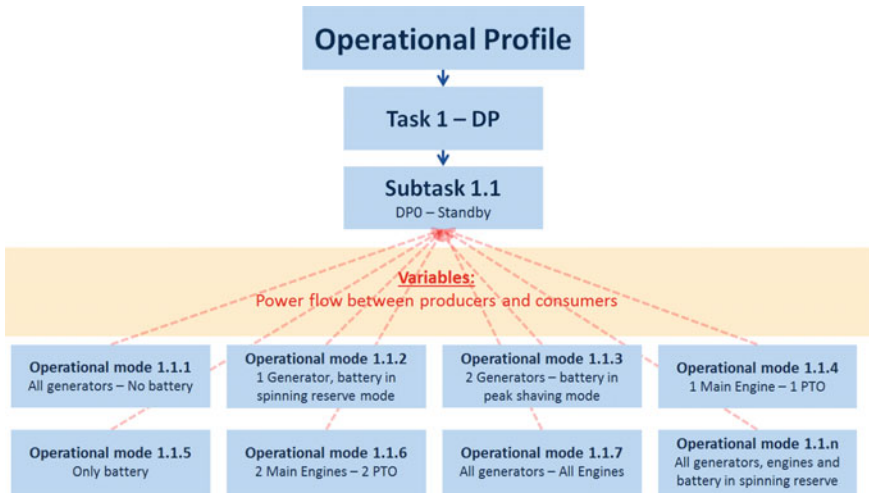 Operational Profile
Task 1 – DP
Subtask 1.1
DP0 – Standby
Variables:
Power flow between producers and consumers
Operational mode 1.1.1
All generators – No battery
Operational mode 1.1.2
1 Generator, battery in
spinning reserve mode
Operational mode 1.1.3
2 Generators – battery in
peak shaving mode
Operational mode 1.1.4
1 Main Engine – 1 PTO
Operational mode 1.1.5
Only battery
Operational mode 1.1.6
2 Main Engines – 2 PTO
Operational mode 1.1.7
All generators – All Engines
Operational mode 1.1.n
All generators, engines and
battery in spinning reserve